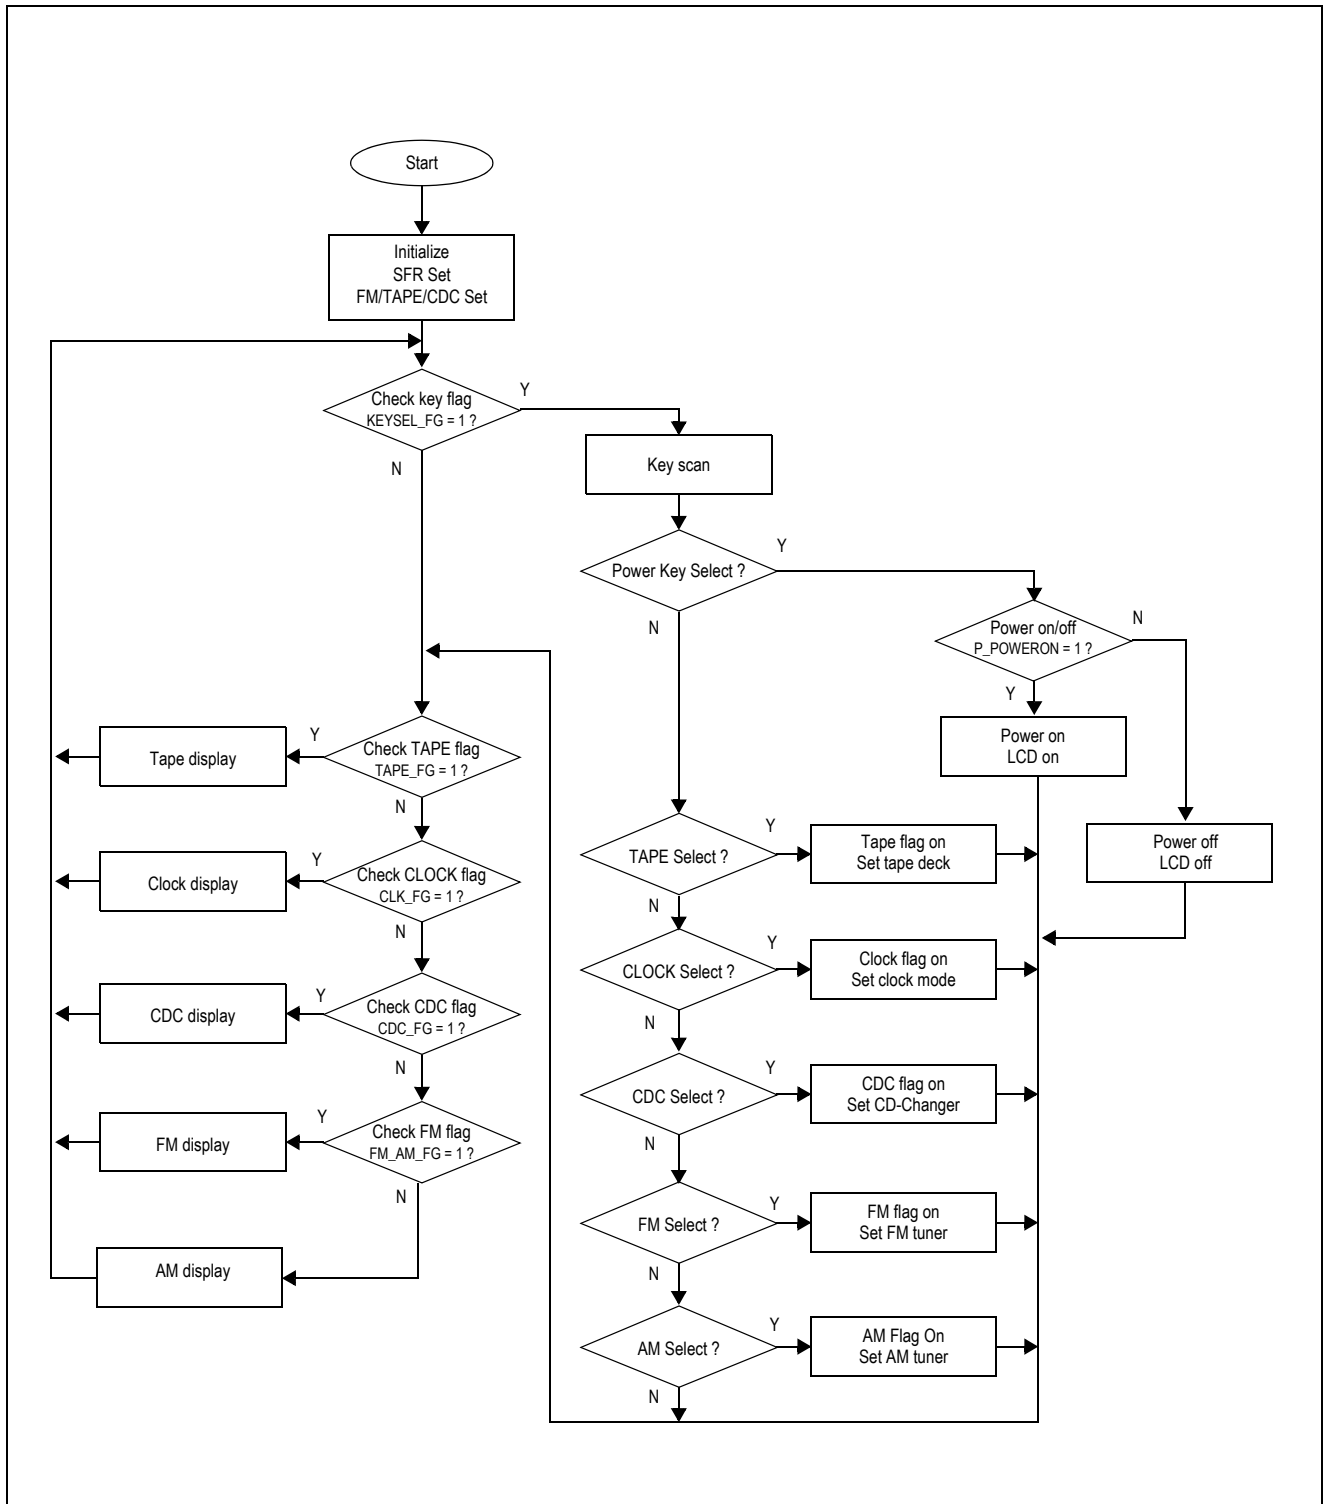 Start
Initialize
SFR Set
FM/TAPE/CDC Set
Check key flag
KEYSEL_FG = 1 ?
Y
N
Key scan
Power Key Select ?
Y
N
Power on/off
P_POWERON = 1 ?
N
Y
Power on
LCD on
Power off
LCD off
Check TAPE flag
TAPE_FG = 1 ?
Y
Tape display
N
Check CLOCK flag
CLK_FG = 1 ?
Y
Clock display
N
Check CDC flag
CDC_FG = 1 ?
Y
CDC display
N
Check FM flag
FM_AM_FG = 1 ?
Y
FM display
N
AM display
TAPE Select ?
Y
Tape flag on
Set tape deck
N
CLOCK Select ?
Y
Clock flag on
Set clock mode
N
CDC Select ?
Y
CDC flag on
Set CD-Changer
N
FM Select ?
Y
FM flag on
Set FM tuner
N
AM Select ?
Y
AM Flag On
Set AM tuner
N